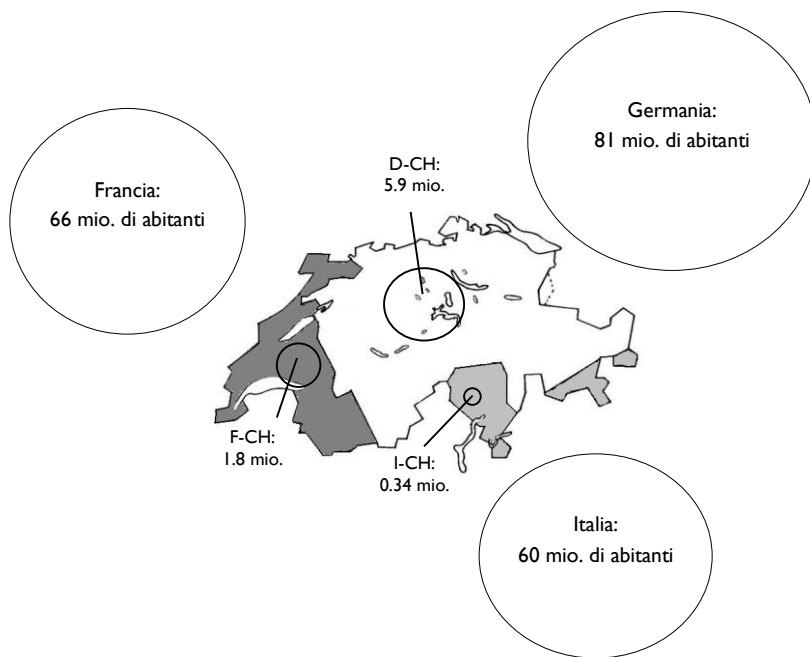 Germania:
81 mio. di abitanti
D-CH:
5.9 mio.
Francia:
66 mio. di abitanti
F-CH:
1.8 mio.
I-CH:
0.34 mio.
Italia:
60 mio. di abitanti